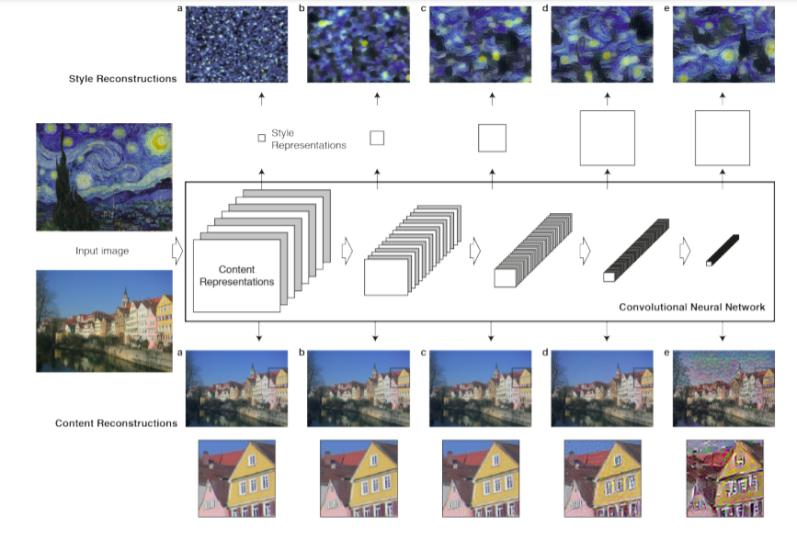 a b c d e
Style Reconstructions
Style
Representations
Input image
Content
Representations
Convolutional Neural Network
a b c d e
Content Reconstructions